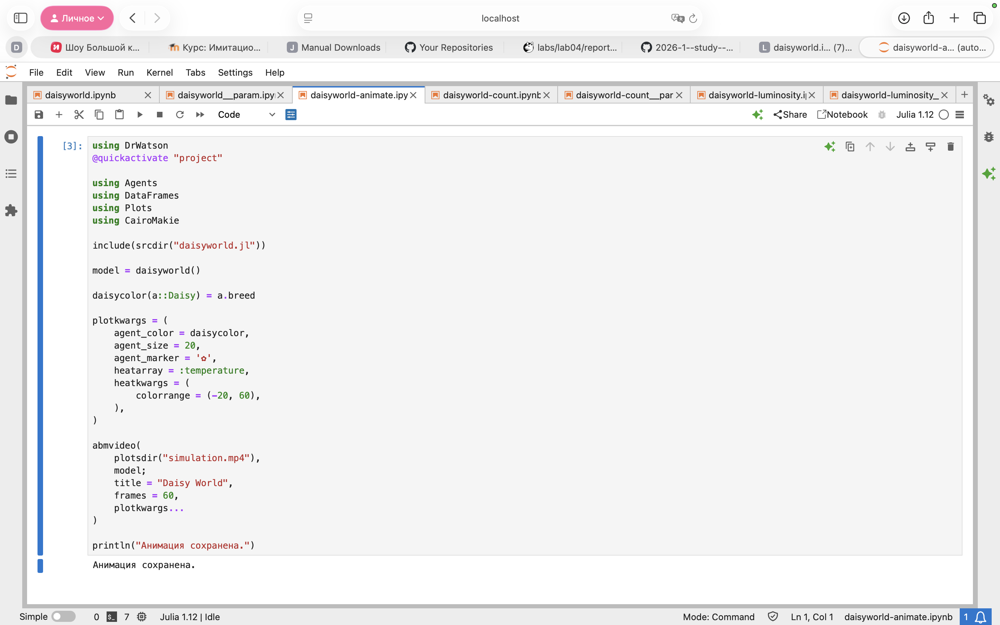 Личное
localhost
D
Шоу Большой к...
Курс: Имитацио...
J Manual Downloads
Your Repositories
labs/lab04/report...
2026-1--study--...
L daisyworld.i... (7)...
daisyworld-a... (auto...
File Edit View Run Kernel Tabs Settings Help
daisyworld.ipynb
daisyworld__param.ipyı
daisyworld-animate.ipy
daisyworld-count.ipynb
daisyworld-count__par
daisyworld-luminosity.i
daisyworld-luminosity_
Code
Share
Notebook
Julia 1.12
[3]:
using DrWatson
@quickactivate "project"
using Agents
using DataFrames
using Plots
using CairoMakie
include(srcdir("daisyworld.jl"))
model = daisyworld()
daisycolor(a::Daisy) = a.breed
plotkwargs = (
    agent_color = daisycolor,
    agent_size = 20,
    agent_marker = '✿',
    heatarray = :temperature,
    heatkwargs = (
        colorrange = (-20, 60),
    ),
)
abmvideo(
    plotsdir("simulation.mp4"),
    model;
    title = "Daisy World",
    frames = 60,
    plotkwargs...
)
println("Анимация сохранена.")
Анимация сохранена.
Simple 0 $_ 7 Julia 1.12 | Idle
Mode: Command Ln 1, Col 1 daisyworld-animate.ipynb 1